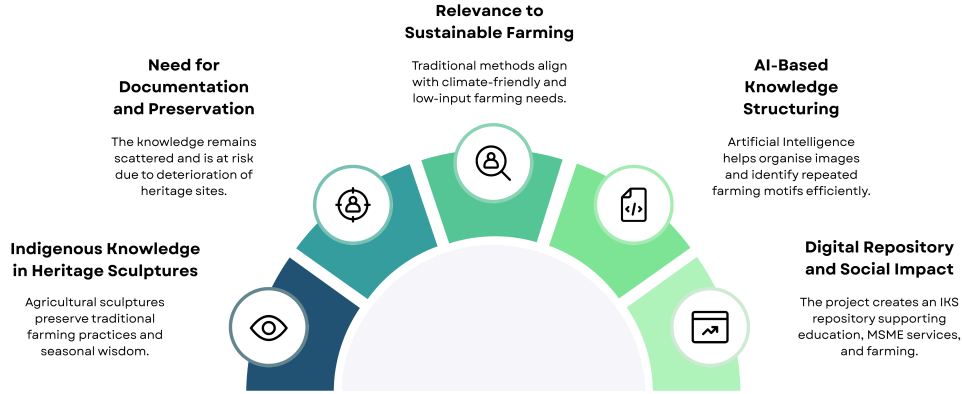 Relevance to
Sustainable Farming
Traditional methods align
with climate-friendly and
low-input farming needs.
Need for
Documentation
and Preservation
The knowledge remains
scattered and is at risk
due to deterioration of
heritage sites.
AI-Based
Knowledge
Structuring
Artificial Intelligence
helps organise images
and identify repeated
farming motifs efficiently.
Indigenous Knowledge
in Heritage Sculptures
Agricultural sculptures
preserve traditional
farming practices and
seasonal wisdom.
Digital Repository
and Social Impact
The project creates an IKS
repository supporting
education, MSME services,
and farming.